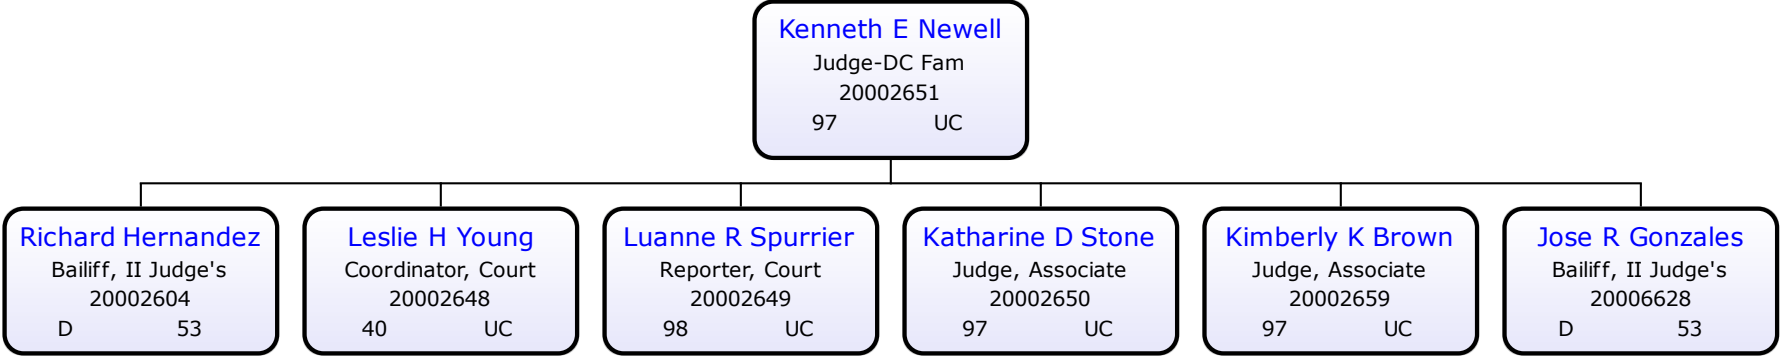 Kenneth E Newell
Judge-DC Fam
20002651
97 UC
Richard Hernandez
Bailiff, II Judge's
20002604
D 53
Leslie H Young
Coordinator, Court
20002648
40 UC
Luanne R Spurrier
Reporter, Court
20002649
98 UC
Katharine D Stone
Judge, Associate
20002650
97 UC
Kimberly K Brown
Judge, Associate
20002659
97 UC
Jose R Gonzales
Bailiff, II Judge's
20006628
D 53